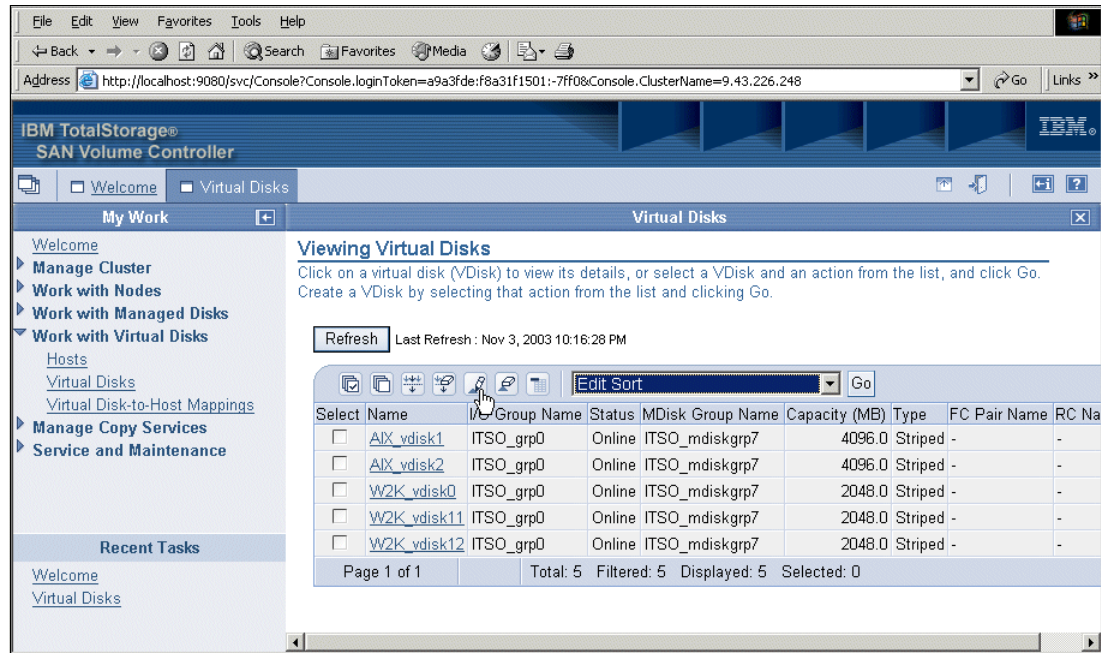 File Edit View Favorites Tools Help
Back Search Favorites Media
Address http://localhost:9080/svc/Console?Console.loginToken=a9a3fde:f8a31f1501:-7ff0&Console.ClusterName=9.43.226.248 Go Links »
IBM TotalStorage®
SAN Volume Controller
IBM®
Welcome Virtual Disks
My Work
Virtual Disks
Welcome
Manage Cluster
Work with Nodes
Work with Managed Disks
Work with Virtual Disks
Hosts
Virtual Disks
Virtual Disk-to-Host Mappings
Manage Copy Services
Service and Maintenance
Recent Tasks
Welcome
Virtual Disks
Viewing Virtual Disks
Click on a virtual disk (VDisk) to view its details, or select a VDisk and an action from the list, and click Go.
Create a VDisk by selecting that action from the list and clicking Go.
Refresh Last Refresh : Nov 3, 2003 10:16:28 PM
Edit Sort Go
Select Name I/O Group Name Status MDisk Group Name Capacity (MB) Type FC Pair Name RC Na
AIX_vdisk1 ITSO_grp0 Online ITSO_mdiskgrp7 4096.0 Striped - -
AIX_vdisk2 ITSO_grp0 Online ITSO_mdiskgrp7 4096.0 Striped - -
W2K_vdisk0 ITSO_grp0 Online ITSO_mdiskgrp7 2048.0 Striped - -
W2K_vdisk11 ITSO_grp0 Online ITSO_mdiskgrp7 2048.0 Striped - -
W2K_vdisk12 ITSO_grp0 Online ITSO_mdiskgrp7 2048.0 Striped - -
Page 1 of 1 Total: 5 Filtered: 5 Displayed: 5 Selected: 0